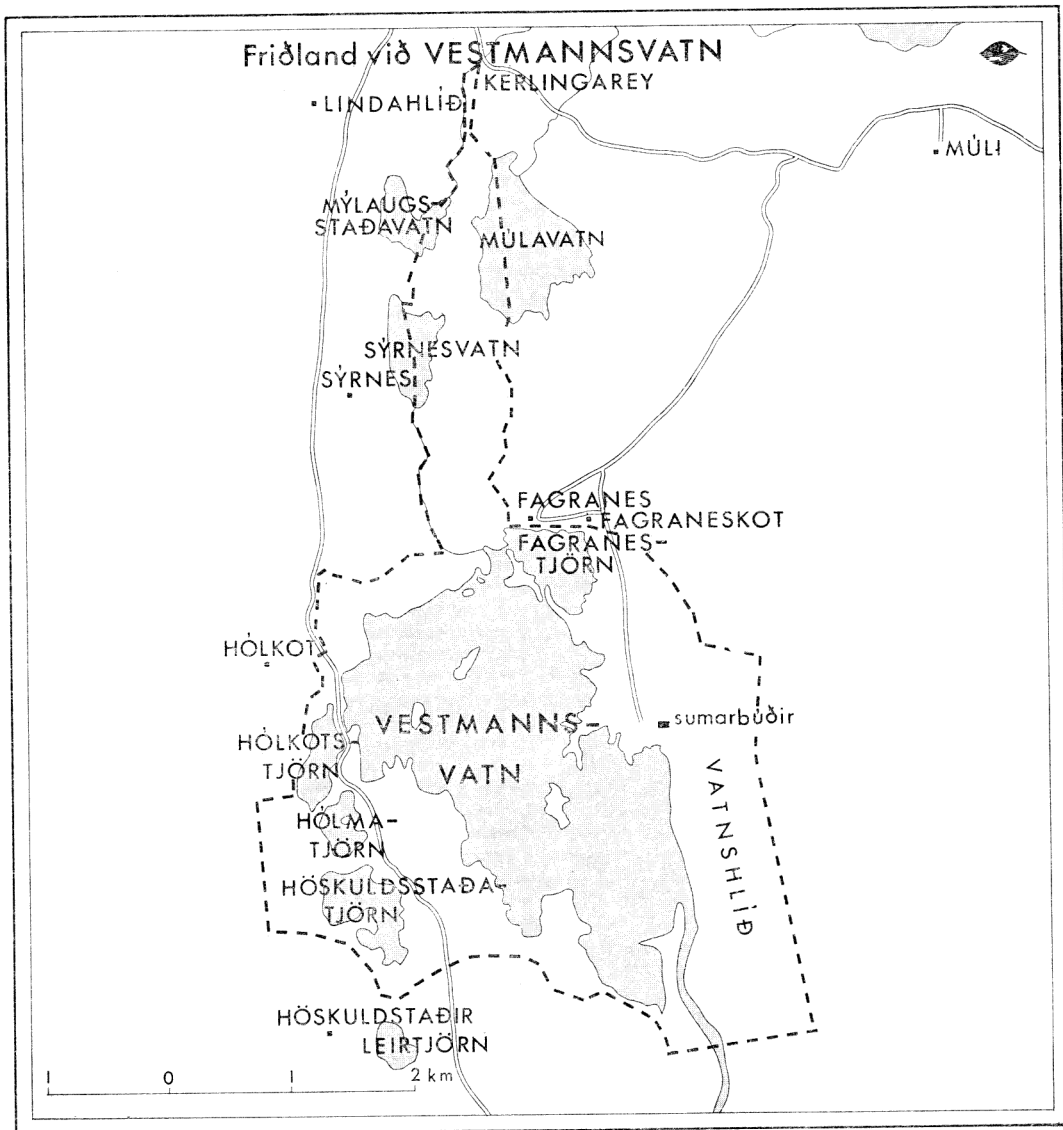 Friðland við VESTMANNSVATN
KERLINGAREY
LINDAHLÍÐ
MÚLI
MÝLAUGS-
STAÐAVATN
MÚLAVATN
SÝRNESVATN
SÝRNES
FAGRANES
FAGRANESKOT
FAGRANES-
TJÖRN
HÓLKOT
VESTMANNS-
VATN
sumarbúðir
HÓLKOTS-
TJÖRN
VATNSHLÍÐ
HÓLMA-
TJÖRN
HÖSKULDSSTAÐA-
TJÖRN
HÖSKULDSTAÐIR
LEIRTJÖRN
1 0 1 2 km